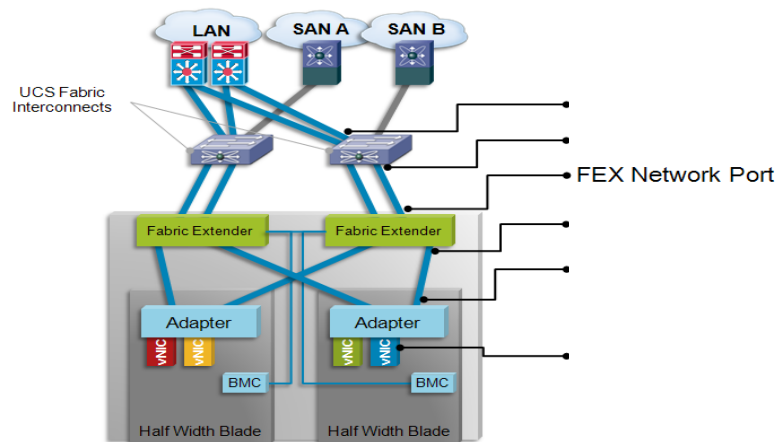 LAN
SAN A
SAN B
UCS Fabric
Interconnects
FEX Network Port
Fabric Extender
Fabric Extender
Adapter
Adapter
vNIC
vNIC
vNIC
vNIC
BMC
BMC
Half Width Blade
Half Width Blade